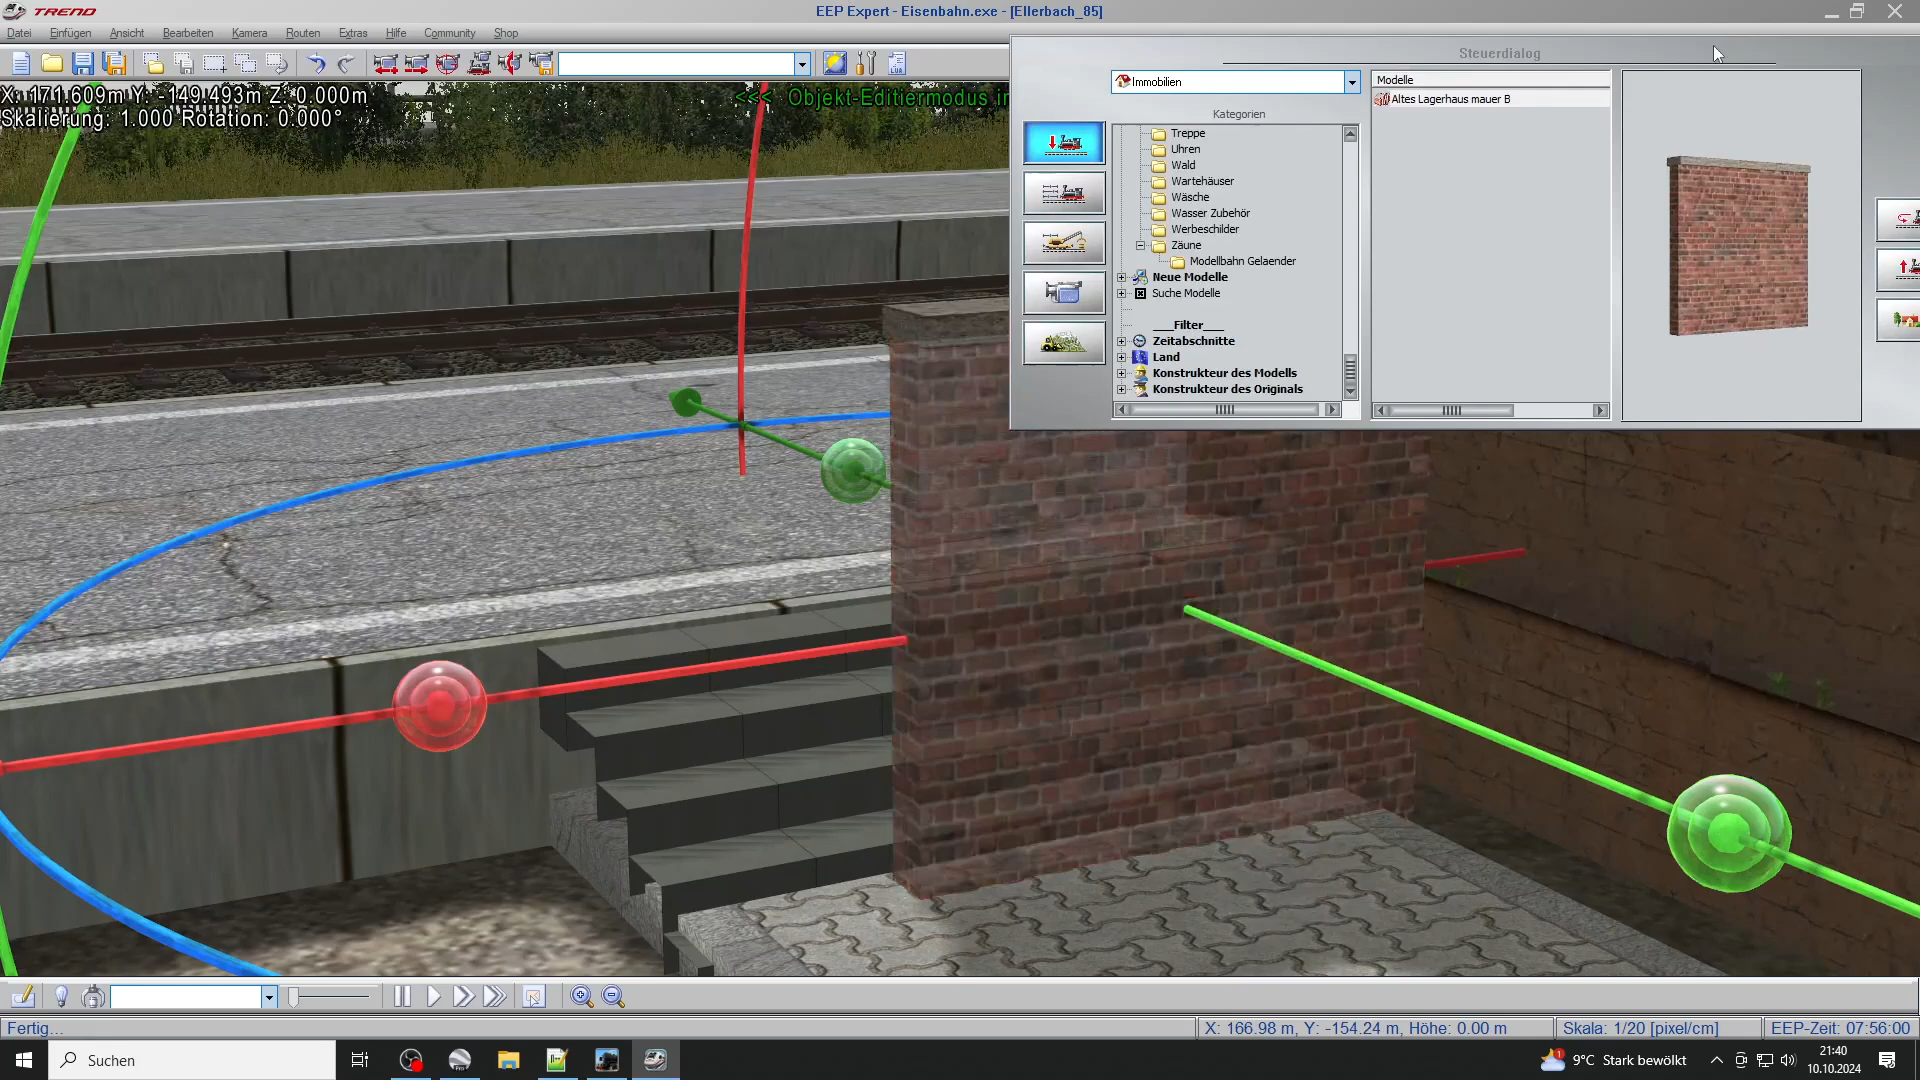 TREND
EEP Expert - Eisenbahn.exe - [Ellerbach_85]
Datei Einfügen Ansicht Bearbeiten Kamera Routen Extras Hilfe Community Shop
LUA
Steuerdialog
X: 171.609m Y: -149.493m Z: 0.000m
Skalierung: 1.000 Rotation: 0.000°
<<< Objekt-Editiermodus
Immobilien
Kategorien
Treppe
Uhren
Wald
Wartehäuser
Wäsche
Wasser Zubehör
Werbeschilder
Zäune
Modellbahn Gelaender
Neue Modelle
Suche Modelle
___Filter___
Zeitabschnitte
Land
Konstrukteur des Modells
Konstrukteur des Originals
Modelle
Altes Lagerhaus mauer B
Fertig...
X: 166.98 m, Y: -154.24 m, Höhe: 0.00 m
Skala: 1/20 [pixel/cm]
EEP-Zeit: 07:56:00
Suchen
1
9°C Stark bewölkt
21:40
10.10.2024